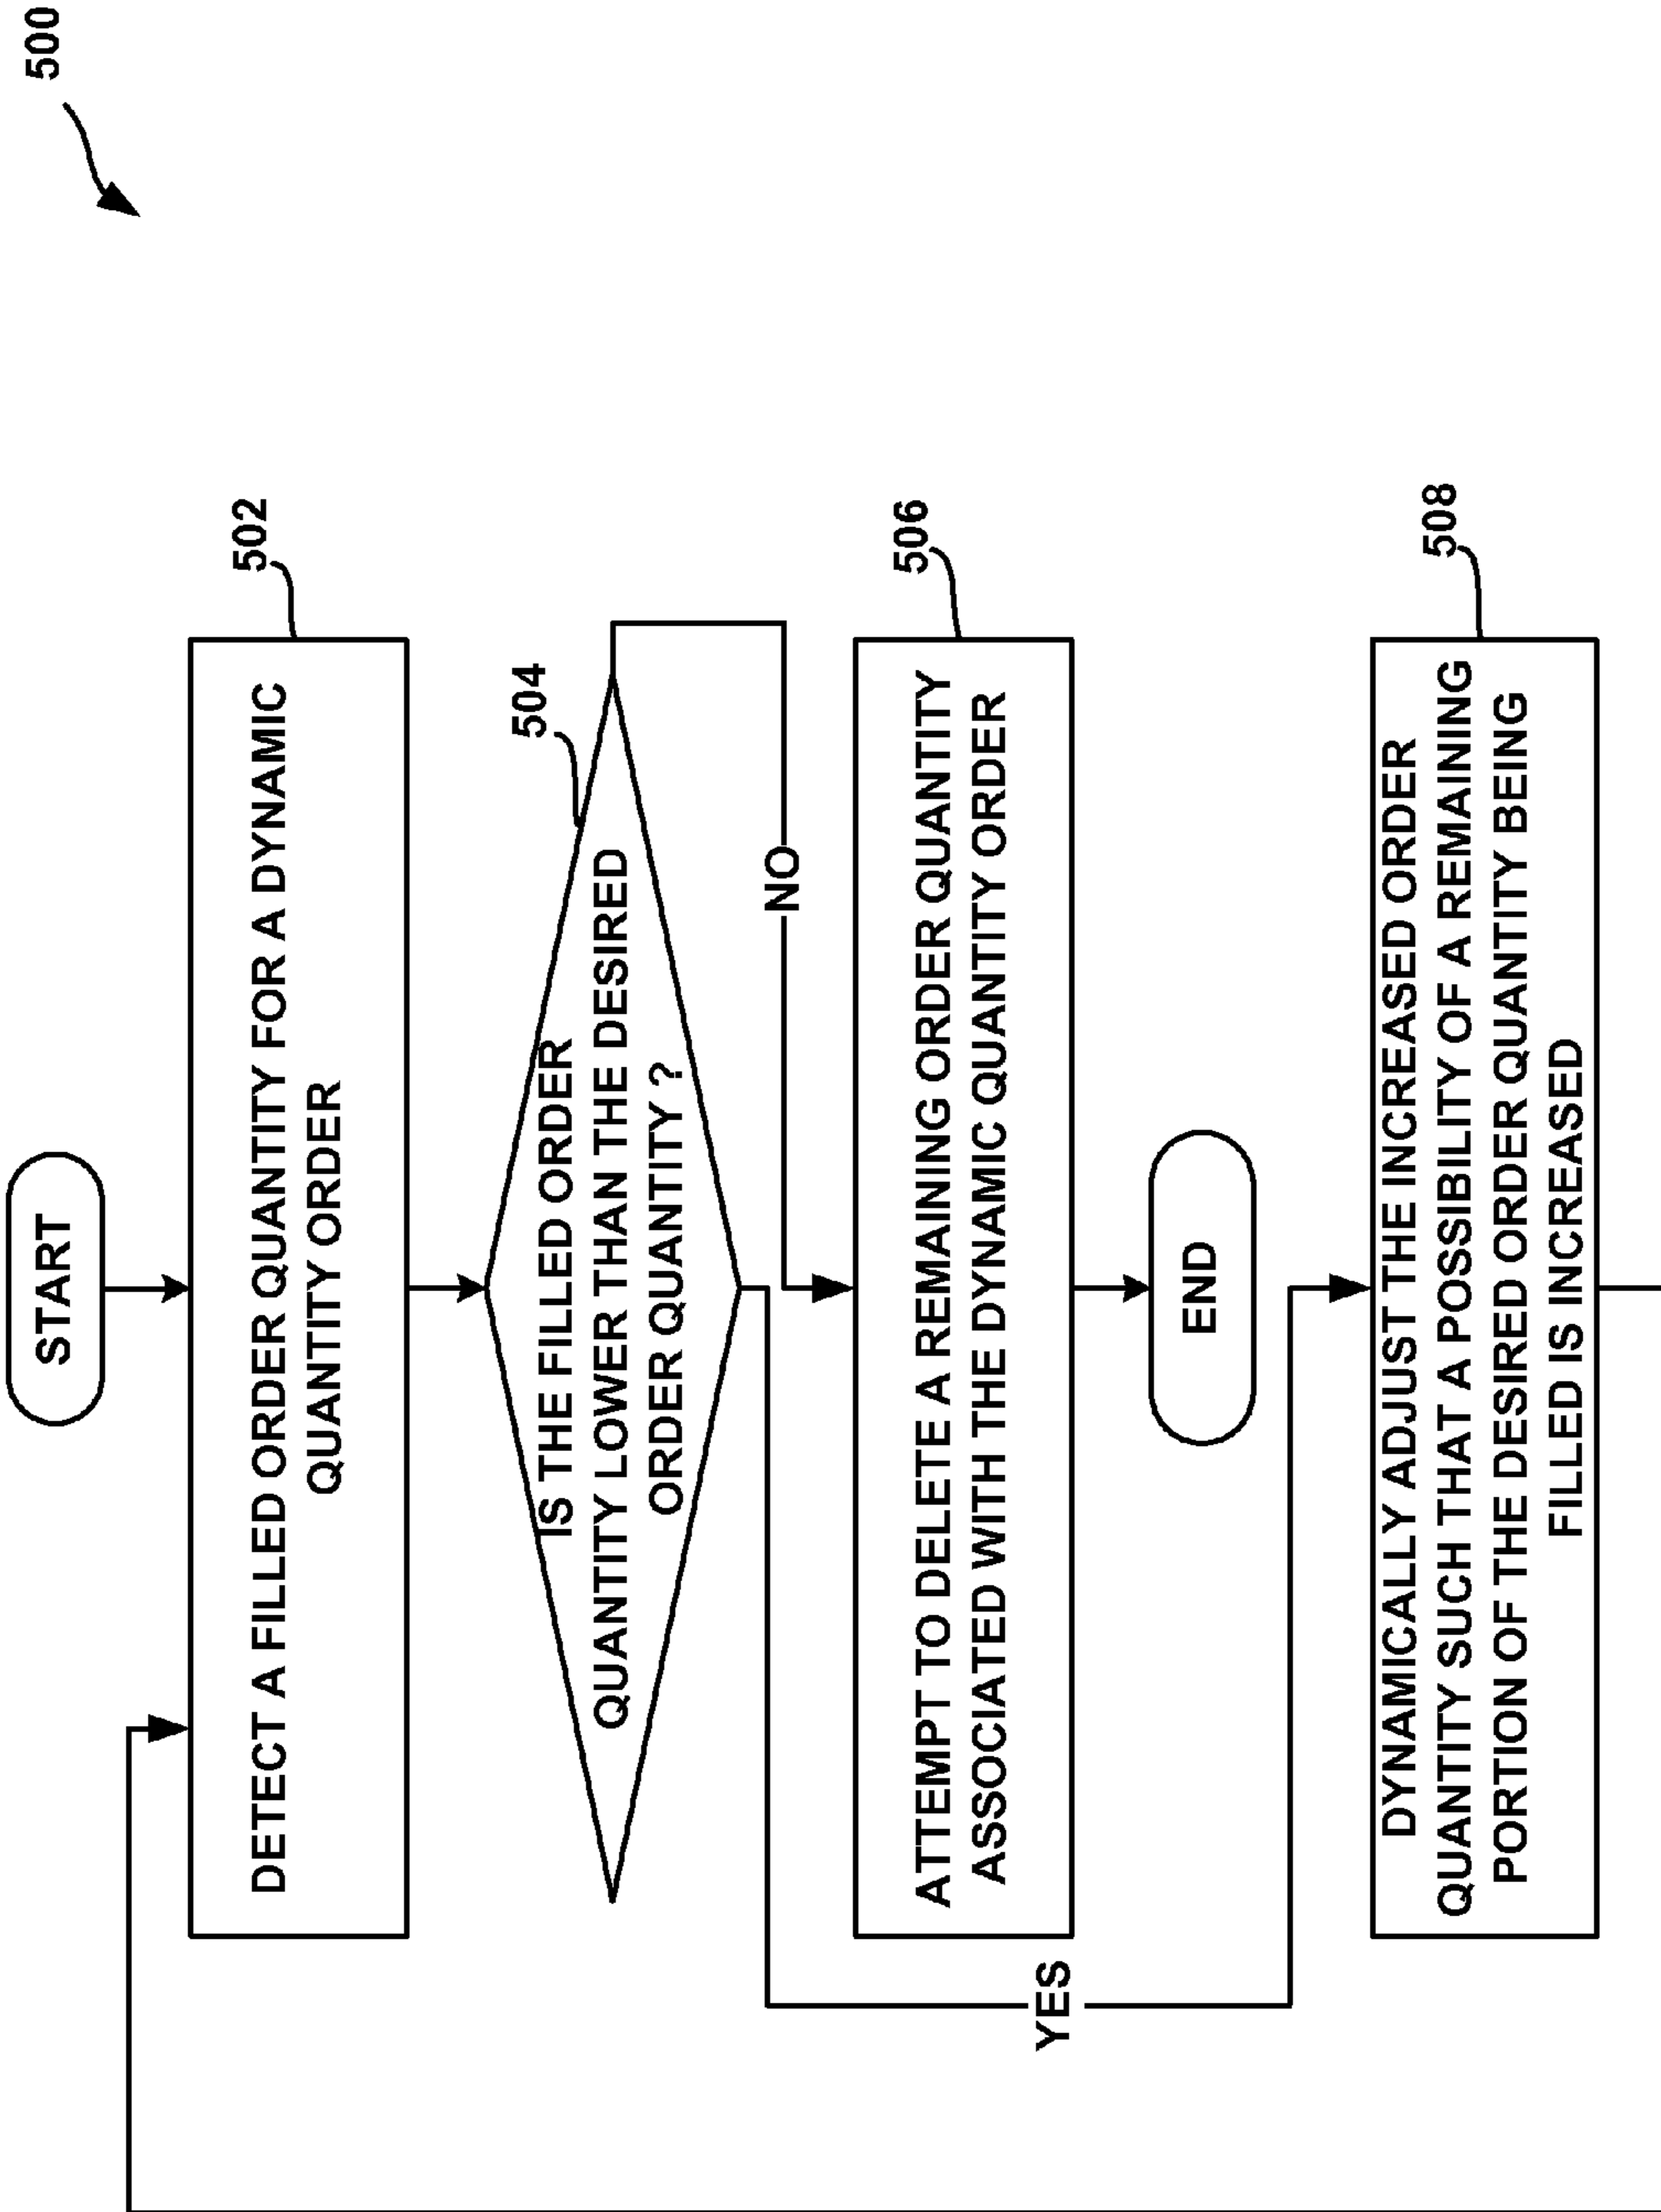 500
START
502
DETECT A FILLED ORDER QUANTITY FOR A DYNAMIC
QUANTITY ORDER
504
IS THE FILLED ORDER
QUANTITY LOWER THAN THE DESIRED
ORDER QUANTITY ?
NO
506
ATTEMPT TO DELETE A REMAINING ORDER QUANTITY
ASSOCIATED WITH THE DYNAMIC QUANTITY ORDER
YES
END
508
DYNAMICALLY ADJUST THE INCREASED ORDER
QUANTITY SUCH THAT A POSSIBILITY OF A REMAINING
PORTION OF THE DESIRED ORDER QUANTITY BEING
FILLED IS INCREASED